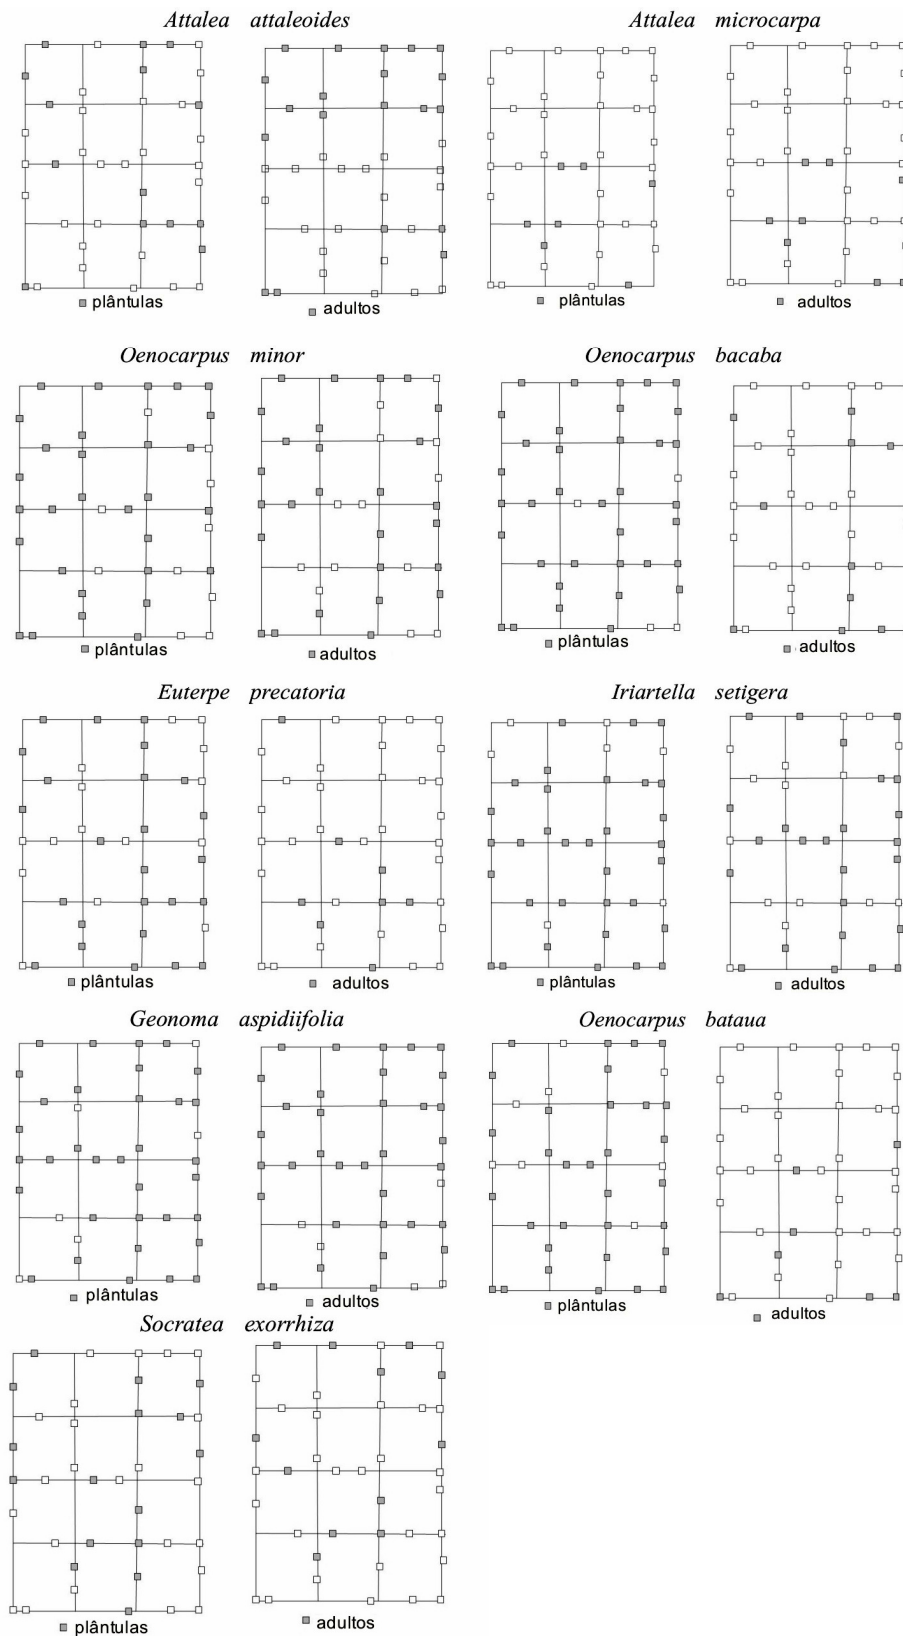 Attalea attaleoides
Attalea microcarpa
plântulas
adultos
plântulas
adultos
Oenocarpus minor
Oenocarpus bacaba
plântulas
adultos
plântulas
adultos
Euterpe precatoria
Iriartella setigera
plântulas
adultos
plântulas
adultos
Geonoma aspidiifolia
Oenocarpus bataua
plântulas
adultos
plântulas
Socratea exorrhiza
plântulas
adultos